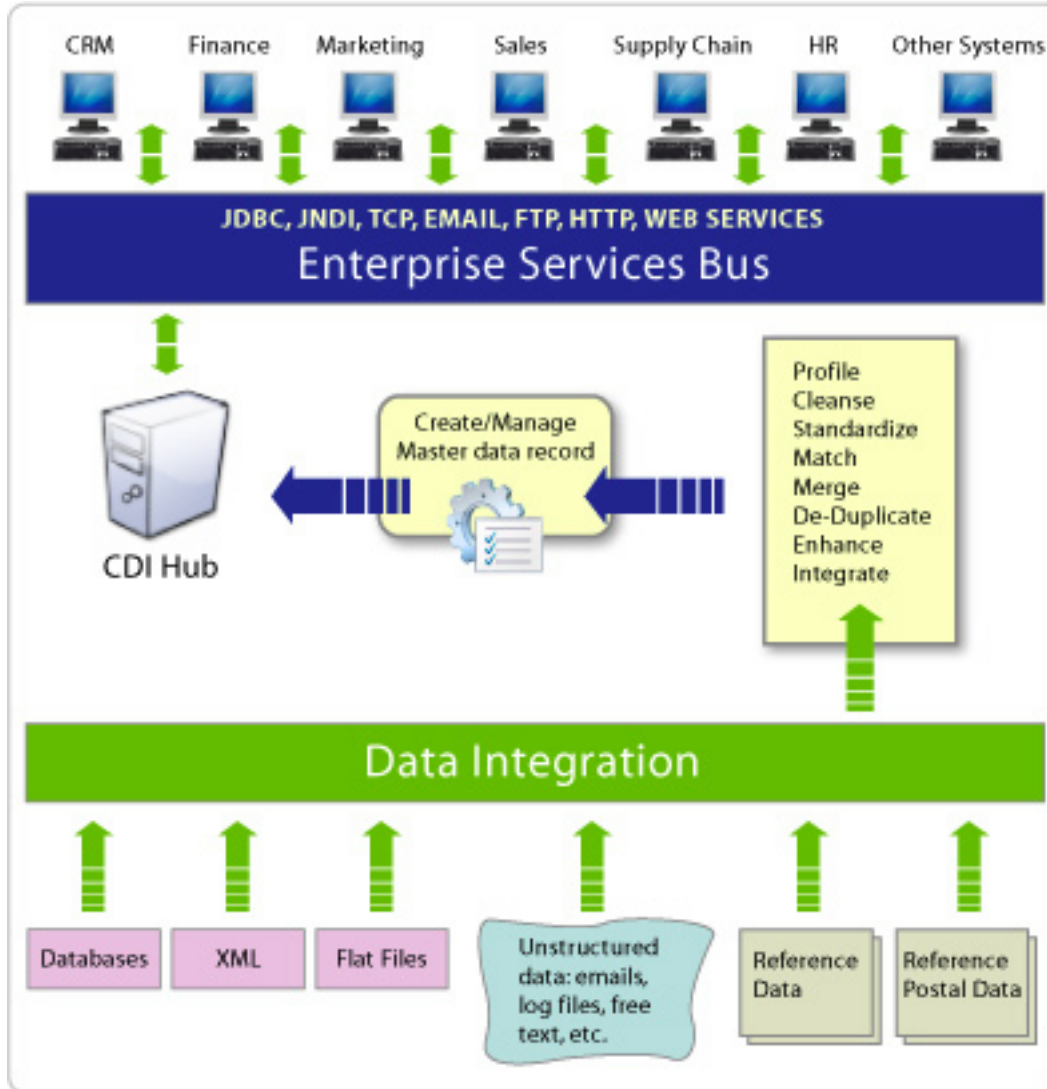 CRM
Finance
Marketing
Sales
Supply Chain
HR
Other Systems
JDBC, JNDI, TCP, EMAIL, FTP, HTTP, WEB SERVICES
Enterprise Services Bus
CDI Hub
Create/Manage
Master data record
Profile
Cleanse
Standardize
Match
Merge
De-Duplicate
Enhance
Integrate
Data Integration
Databases
XML
Flat Files
Unstructured
data: emails,
log files, free
text, etc.
Reference
Data
Reference
Postal Data